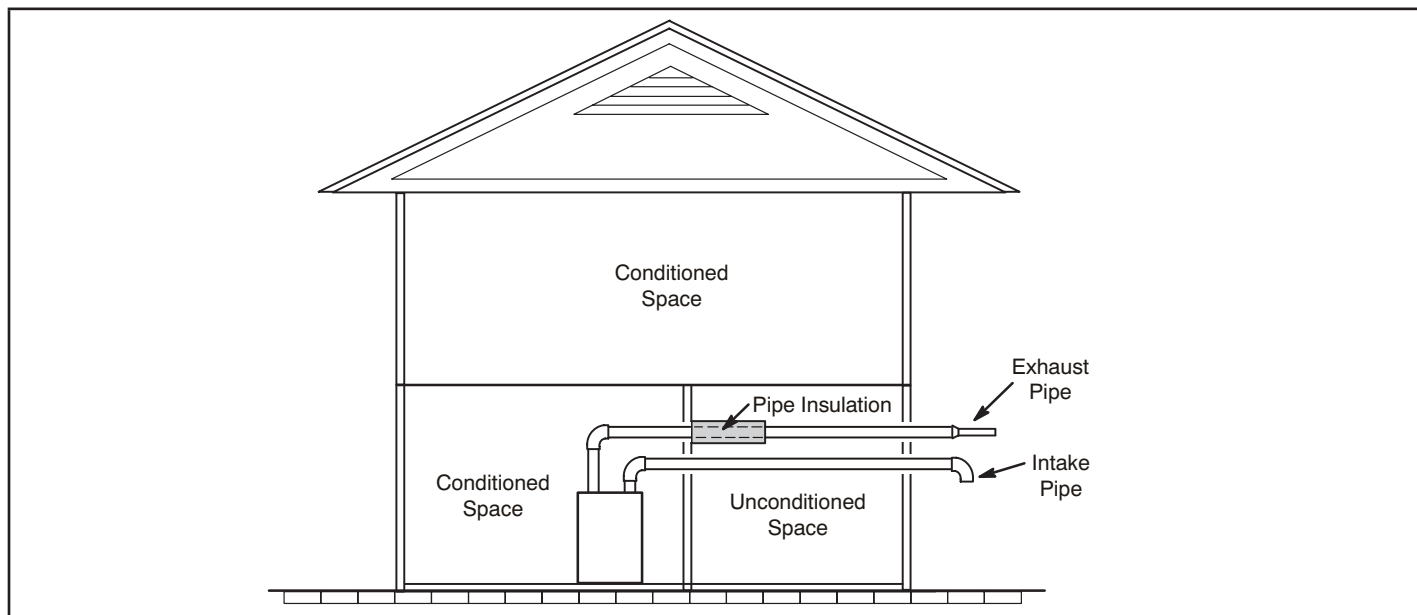 Conditioned
Space
Exhaust
Pipe
Pipe Insulation
Intake
Pipe
Conditioned
Space
Unconditioned
Space